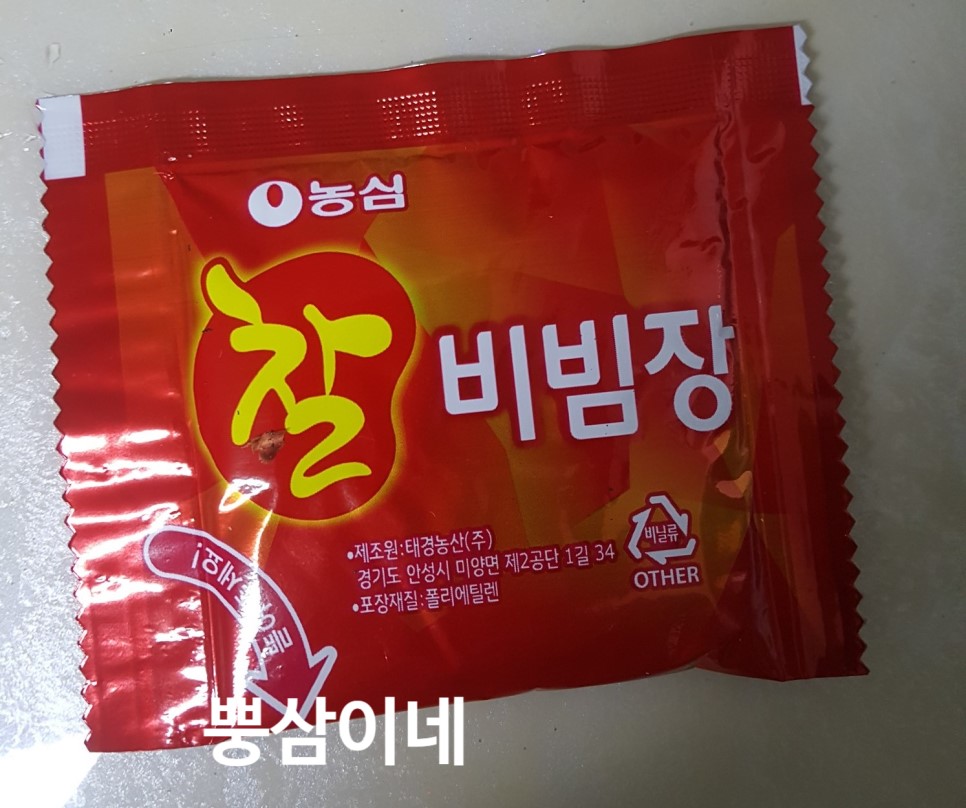 농심
찰 비빔장
•제조원:태경농산(주)
경기도 안성시 미양면 제2공단 1길 34
•포장재질:폴리에틸렌
비닐류
OTHER
뿡삼이네